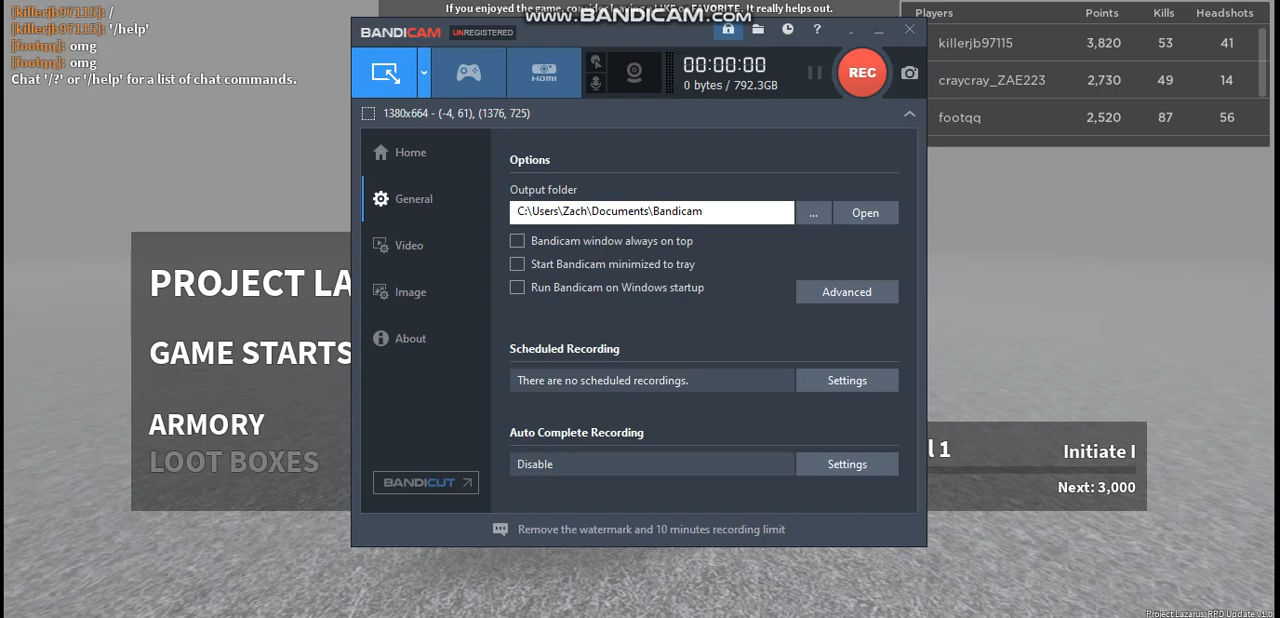 [killerjb97115]: /
[killerjb97115]: '/help'
[footqq]: omg
[footqq]: omg
Chat '/?' or '/help' for a list of chat commands.
If you enjoyed the game, consider leaving a LIKE or FAVORITE. It really helps out.
www.BANDICAM.com
Players Points Kills Headshots
killerjb97115 3,820 53 41
craycray_ZAE223 2,730 49 14
footqq 2,520 87 56
BANDICAM UNREGISTERED
?
HDMI
00:00:00
0 bytes / 792.3GB
REC
1380x664 - (-4, 61), (1376, 725)
Home
General
Video
Image
About
BANDICUT
Options
Output folder
C:\Users\Zach\Documents\Bandicam
...
Open
Bandicam window always on top
Start Bandicam minimized to tray
Run Bandicam on Windows startup
Advanced
Scheduled Recording
There are no scheduled recordings.
Settings
Auto Complete Recording
Disable
Settings
Remove the watermark and 10 minutes recording limit
PROJECT LA
GAME STARTS
ARMORY
LOOT BOXES
l 1
Initiate I
Next: 3,000
Project Lazarus: RPD Update v1.0